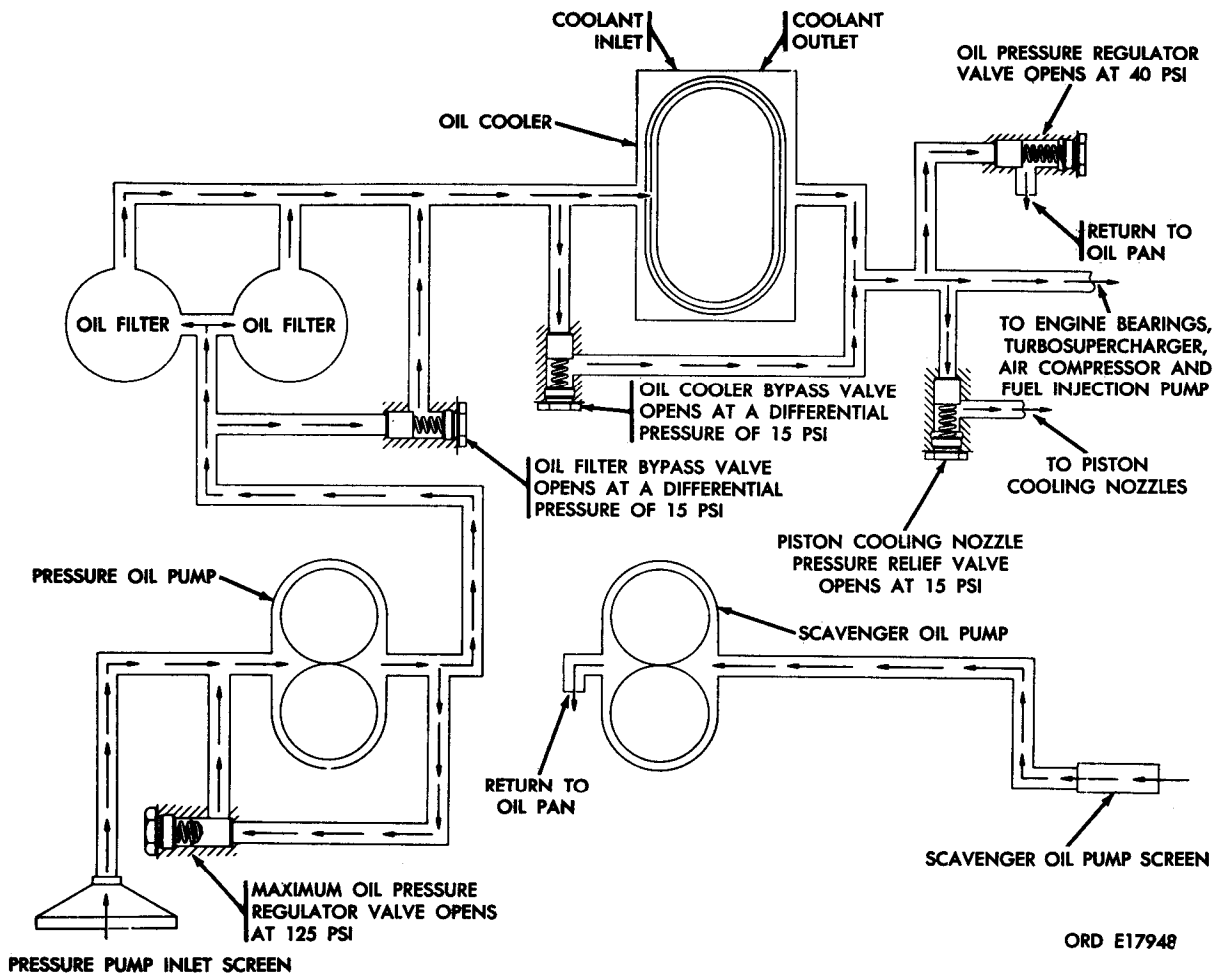 COOLANT
INLET
COOLANT
OUTLET
OIL PRESSURE REGULATOR
VALVE OPENS AT 40 PSI
OIL COOLER
RETURN TO
OIL PAN
OIL FILTER
OIL FILTER
TO ENGINE BEARINGS,
TURBOSUPERCHARGER,
AIR COMPRESSOR AND
FUEL INJECTION PUMP
OIL COOLER BYPASS VALVE
OPENS AT A DIFFERENTIAL
PRESSURE OF 15 PSI
OIL FILTER BYPASS VALVE
OPENS AT A DIFFERENTIAL
PRESSURE OF 15 PSI
TO PISTON
COOLING NOZZLES
PISTON COOLING NOZZLE
PRESSURE RELIEF VALVE
OPENS AT 15 PSI
PRESSURE OIL PUMP
SCAVENGER OIL PUMP
RETURN TO
OIL PAN
SCAVENGER OIL PUMP SCREEN
MAXIMUM OIL PRESSURE
REGULATOR VALVE OPENS
AT 125 PSI
PRESSURE PUMP INLET SCREEN
ORD E17948